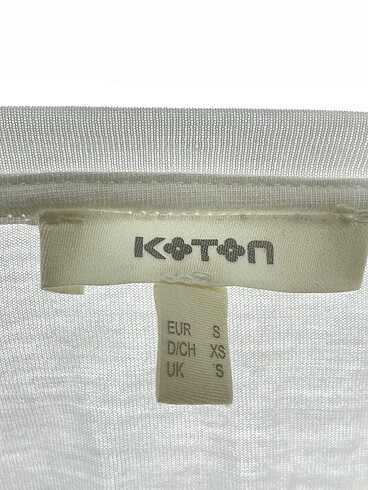 KOTON
EUR S
D/CH XS
UK S